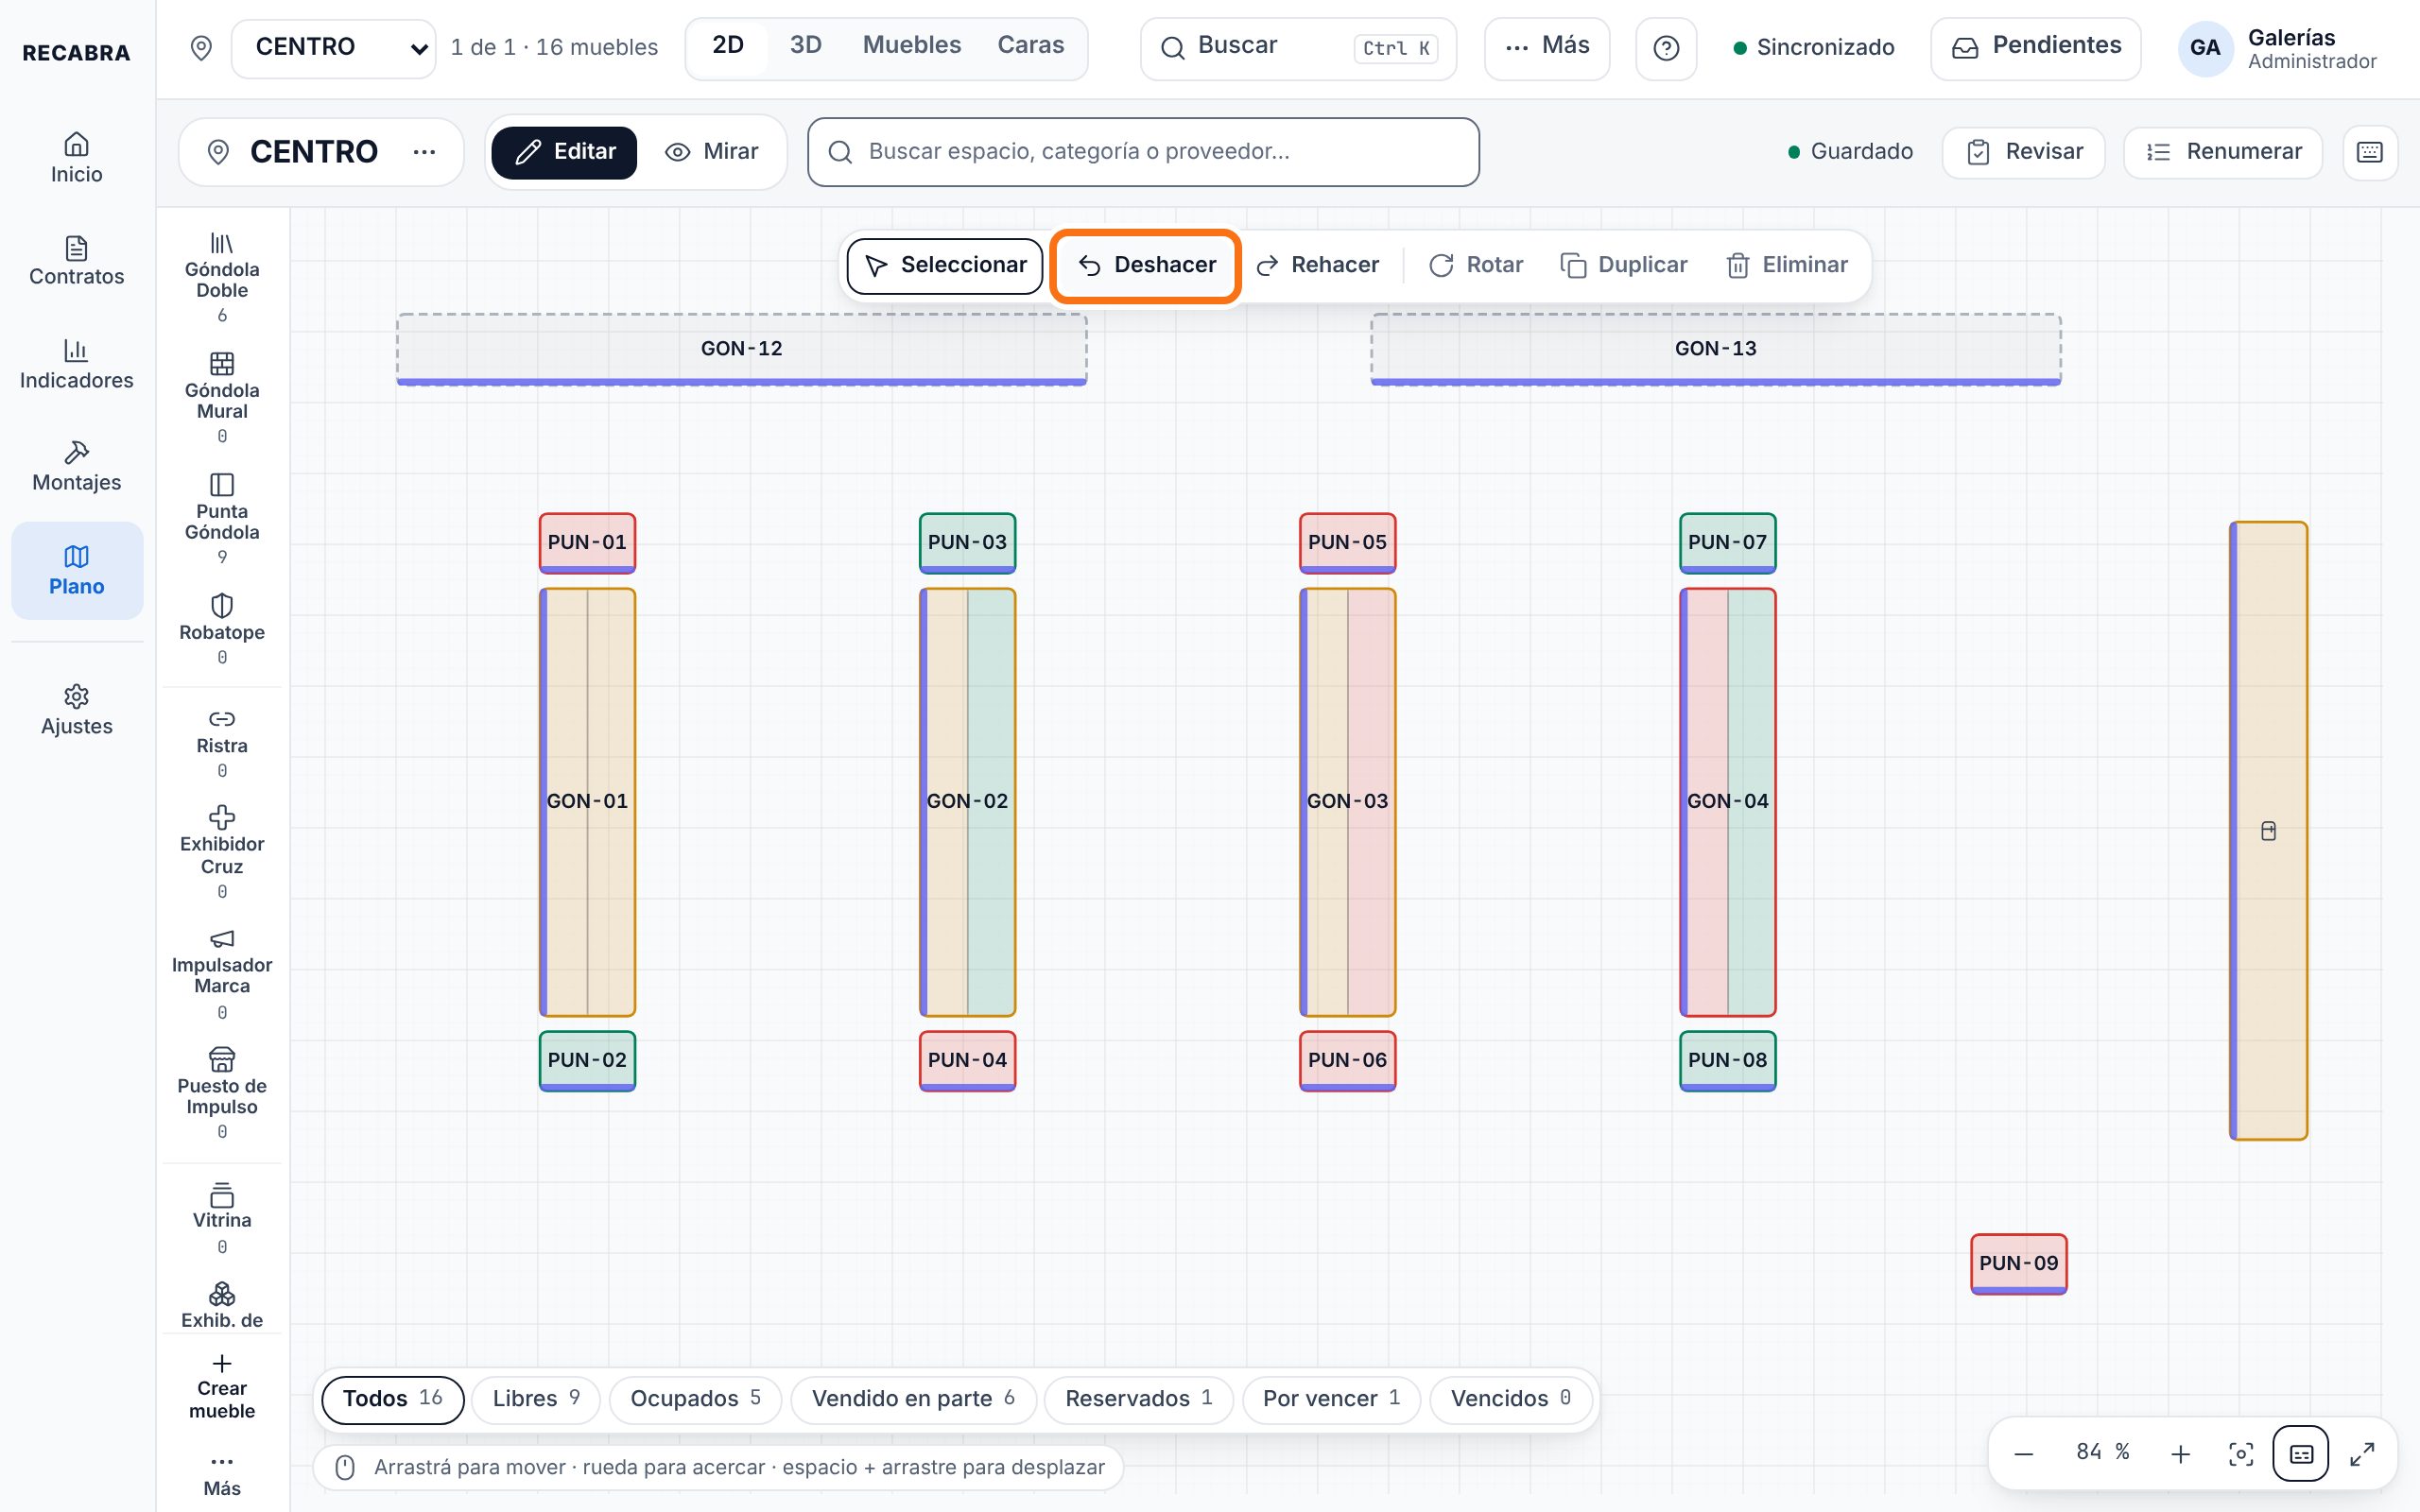 RECABRA
CENTRO
1 de 1 · 16 muebles
2D
3D
Muebles
Caras
Buscar
Ctrl K
Más
Sincronizado
Pendientes
GA
Galerías
Administrador
Inicio
Contratos
Indicadores
Montajes
Plano
Ajustes
CENTRO
Editar
Mirar
Buscar espacio, categoría o proveedor...
Guardado
Revisar
Renumerar
Góndola
Doble
6
Góndola
Mural
0
Punta
Góndola
9
Robatope
0
Ristra
0
Exhibidor
Cruz
0
Impulsador
Marca
0
Puesto de
Impulso
0
Vitrina
0
Exhib. de
Crear
mueble
Más
Seleccionar
Deshacer
Rehacer
Rotar
Duplicar
Eliminar
GON-12
GON-13
PUN-01
PUN-03
PUN-05
PUN-07
GON-01
GON-02
GON-03
GON-04
PUN-02
PUN-04
PUN-06
PUN-08
PUN-09
Todos 16
Libres 9
Ocupados 5
Vendido en parte 6
Reservados 1
Por vencer 1
Vencidos 0
Arrastrá para mover · rueda para acercar · espacio + arrastre para desplazar
84 %